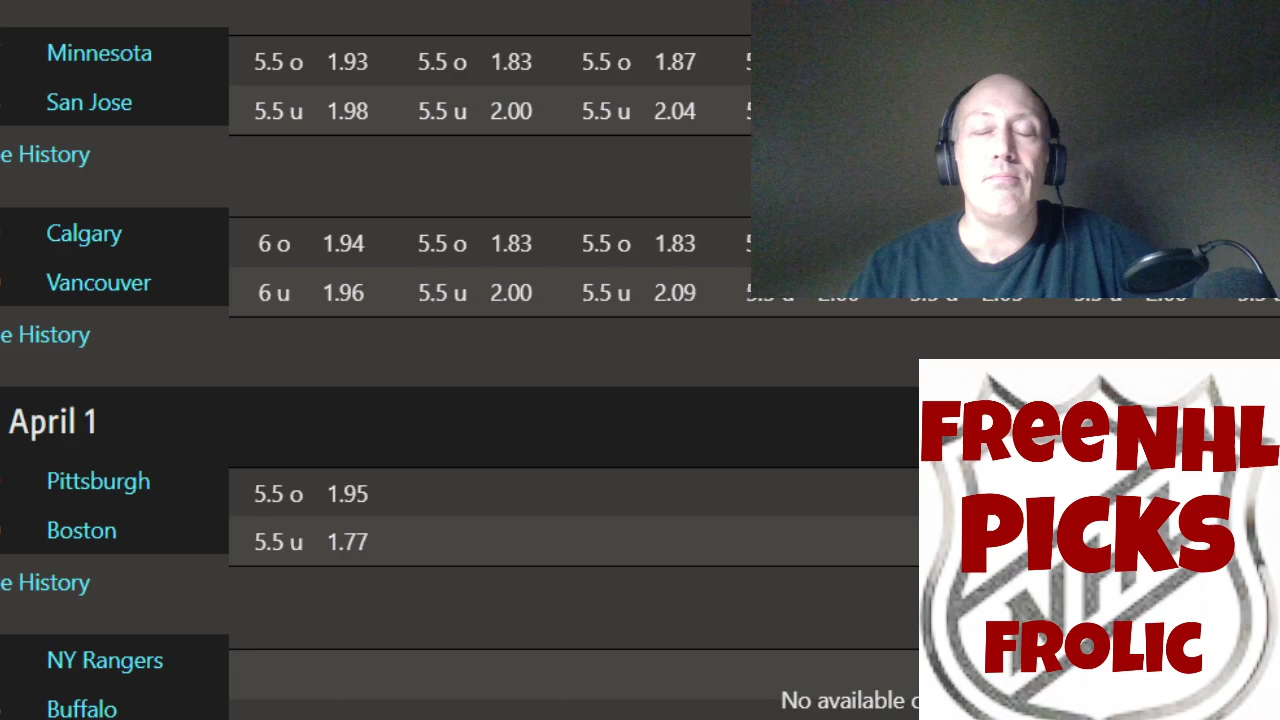 Minnesota
5.5 o 1.93 5.5 o 1.83 5.5 o 1.87
San Jose
5.5 u 1.98 5.5 u 2.00 5.5 u 2.04
e History
Calgary
6 o 1.94 5.5 o 1.83 5.5 o 1.83
Vancouver
6 u 1.96 5.5 u 2.00 5.5 u 2.09
e History
April 1
Pittsburgh
5.5 o 1.95
Boston
5.5 u 1.77
e History
NY Rangers
Buffalo
No available
FREE NHL
PICKS
FROLIC
NHL